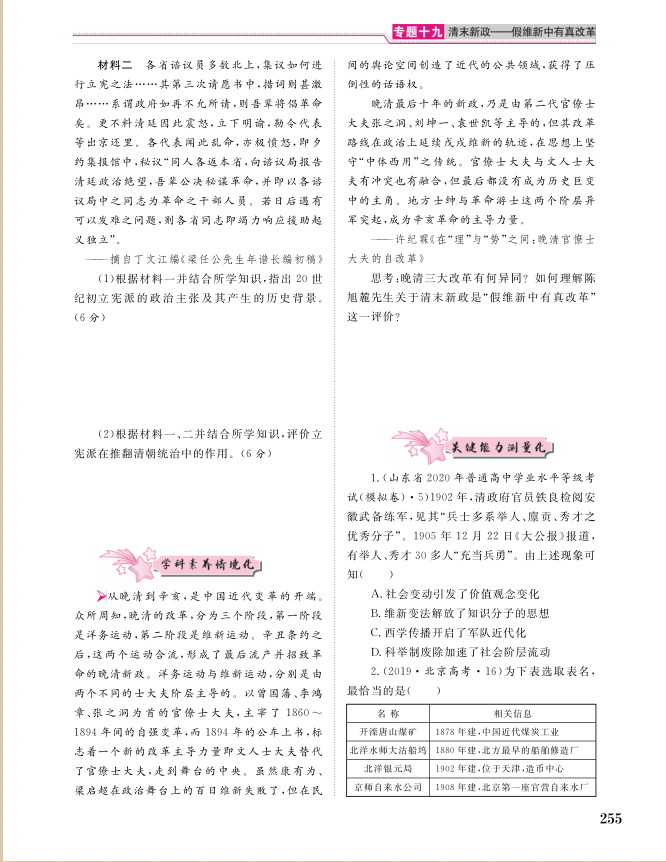 专题十九 清末新政——假维新中有真改革
材料二 各省谘议员多数北上,集议如何进
行立宪之法……其第三次请愿书中,措词则甚激
昂……系谓政府如再不允所请,则吾辈将倡革命
矣。更不料清廷因此震怒,立下明谕,勒令代表
等出京还里。各代表闻此乱命,亦极愤怒,即夕
约集报馆中,秘议“同人各返本省,向谘议局报告
清廷政治绝望,吾辈公决秘谋革命,并即以各谘
议局中之同志为革命之干部人员。若日后遇有
可以发难之问题,则各省同志即竭力响应援助起
义独立”。
——摘自丁文江编《梁任公先生年谱长编初稿》
(1)根据材料一并结合所学知识,指出 20 世
纪初立宪派的政治主张及其产生的历史背景。
(6 分)
(2)根据材料一、二并结合所学知识,评价立
宪派在推翻清朝统治中的作用。(6 分)
学科素养情境化
从晚清到辛亥,是中国近代变革的开端。
众所周知,晚清的改革,分为三个阶段,第一阶段
是洋务运动,第二阶段是维新运动。辛丑条约之
后,这两个运动合流,形成了最后流产并招致革
命的晚清新政。洋务运动与维新运动,分别是由
两个不同的士大夫阶层主导的。以曾国藩、李鸿
章、张之洞为首的官僚士大夫,主宰了 1860~
1894 年间的自强变革,而 1894 年的公车上书,标
志着一个新的改革主导力量即文人士大夫替代
了官僚士大夫,走到舞台的中央。虽然康有为、
梁启超在政治舞台上的百日维新失败了,但在民
间的舆论空间创造了近代的公共领域,获得了压
倒性的话语权。
晚清最后十年的新政,乃是由第二代官僚士
大夫张之洞、刘坤一、袁世凯等主导的,但其改革
路线在政治上延续戊戌维新的轨迹,在思想上坚
守“中体西用”之传统。官僚士大夫与文人士大
夫有冲突也有融合,但最后都没有成为历史巨变
中的主角。地方士绅与革命游士这两个阶层异
军突起,成为辛亥革命的主导力量。
——许纪霖《在“理”与“势”之间:晚清官僚士
大夫的自改革》
思考:晚清三大改革有何异同?如何理解陈
旭麓先生关于清末新政是“假维新中有真改革”
这一评价?
关键能力测量化
1.(山东省 2020 年普通高中学业水平等级考
试(模拟卷)·5)1902 年,清政府官员铁良检阅安
徽武备练军,见其“兵士多系举人、廪贡、秀才之
优秀分子”。1905 年 12 月 22 日《大公报》报道,
有举人、秀才 30 多人“充当兵勇”。由上述现象可
知( )
A. 社会变动引发了价值观念变化
B. 维新变法解放了知识分子的思想
C. 西学传播开启了军队近代化
D. 科举制度废除加速了社会阶层流动
2.(2019·北京高考·16)为下表选取表名,
最恰当的是( )
名 称 相关信息
开滦唐山煤矿 1878 年建,中国近代煤炭工业
北洋水师大沽船坞 1880 年建,北方最早的船舶修造厂
北洋银元局 1902 年建,位于天津,造币中心
京师自来水公司 1908 年建,北京第一座官营自来水厂
255